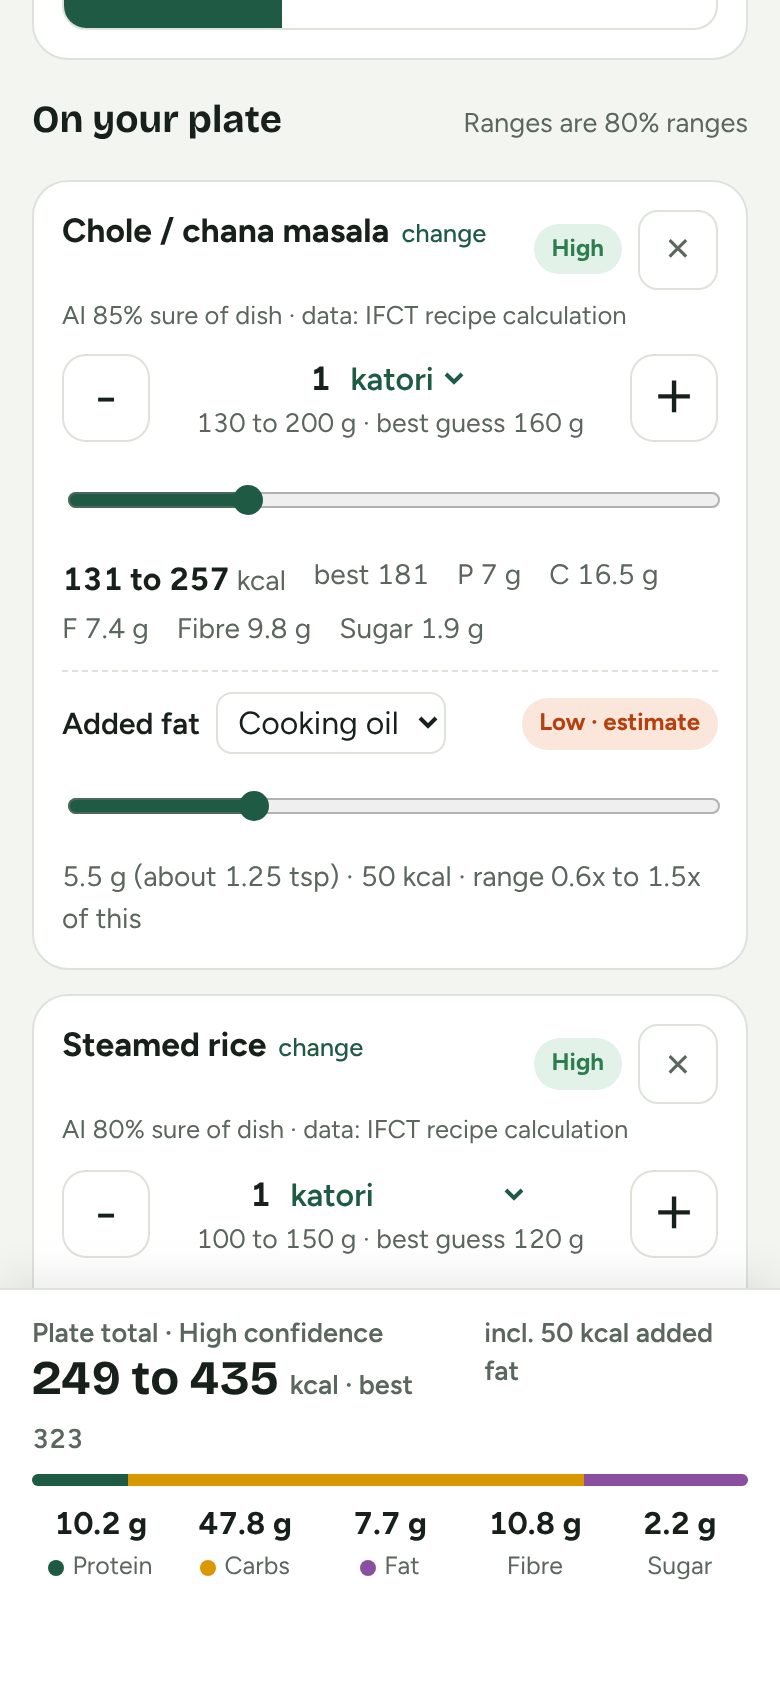 On your plate
Ranges are 80% ranges
Chole / chana masala change
High
×
AI 85% sure of dish · data: IFCT recipe calculation
-
1 katori
+
130 to 200 g · best guess 160 g
131 to 257 kcal best 181 P 7 g C 16.5 g
F 7.4 g Fibre 9.8 g Sugar 1.9 g
Added fat Cooking oil Low · estimate
5.5 g (about 1.25 tsp) · 50 kcal · range 0.6x to 1.5x
of this
Steamed rice change
High
×
AI 80% sure of dish · data: IFCT recipe calculation
-
1 katori
+
100 to 150 g · best guess 120 g
Plate total · High confidence
249 to 435 kcal · best
323
incl. 50 kcal added
fat
10.2 g 47.8 g 7.7 g 10.8 g 2.2 g
Protein Carbs Fat Fibre Sugar